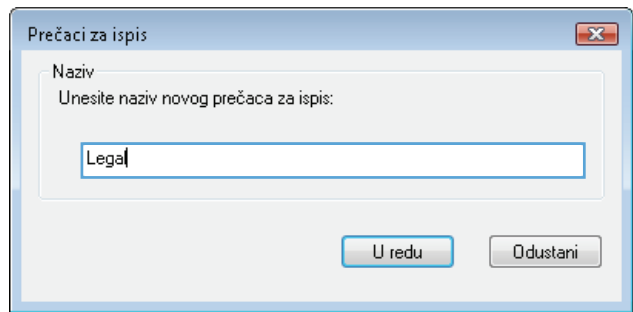 Prečaci za ispis
Naziv
Unesite naziv novog prečaca za ispis:
Legal
U redu
Odustani